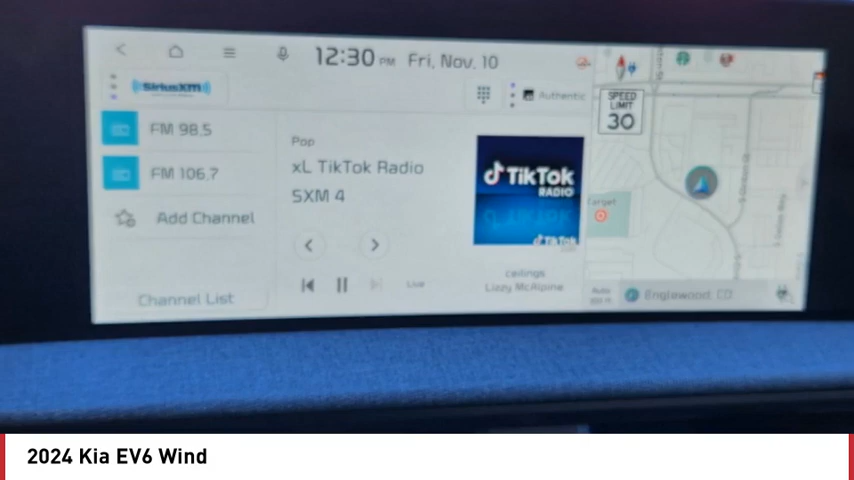 12:30 PM Fri, Nov. 10
SiriusXM
Authentic
FM 98.5
FM 106.7
Add Channel
Channel List
Pop
xL TikTok Radio
SXM 4
Live
TikTok
RADIO
TikTok
ceilings
Lizzy McAlpine
SPEED
LIMIT
30
Target
Englewood, CO
2024 Kia EV6 Wind